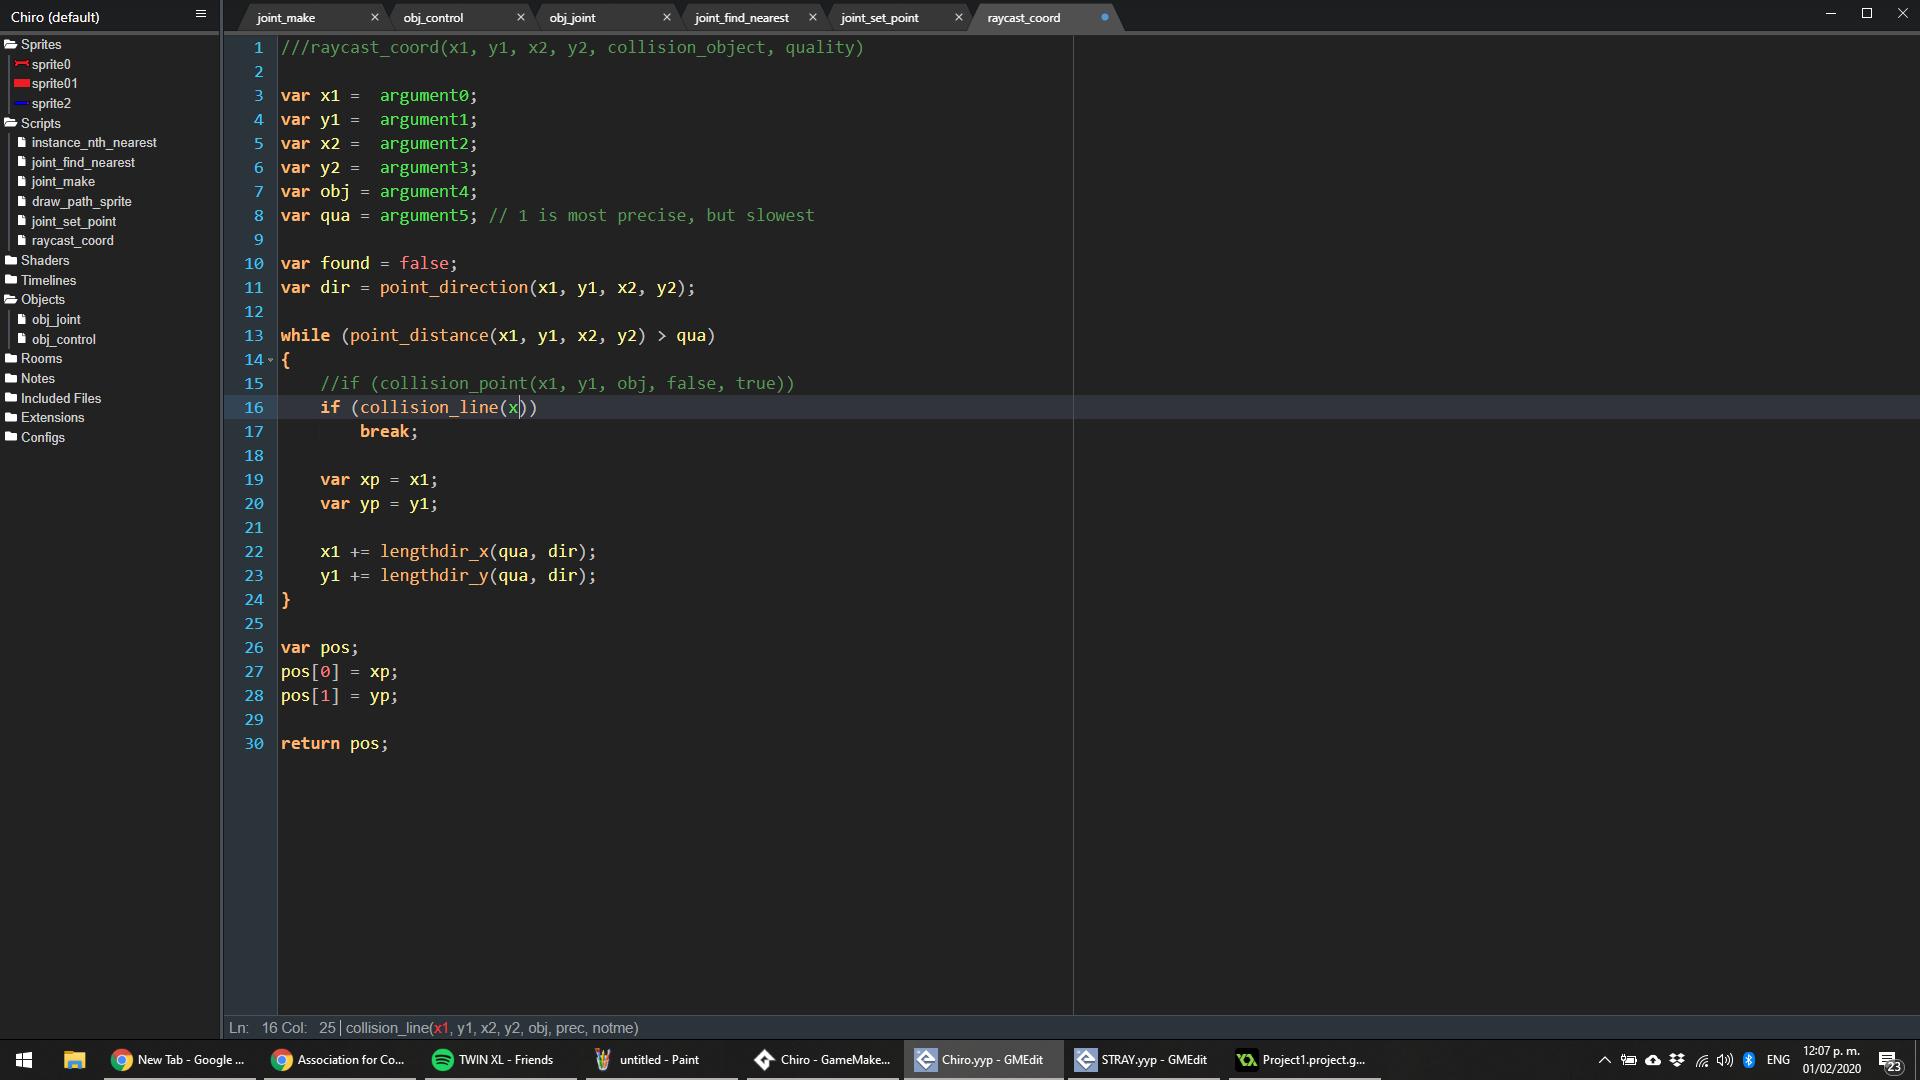 Chiro (default)
joint_make
obj_control
obj_joint
joint_find_nearest
joint_set_point
raycast_coord
Sprites
sprite0
sprite01
sprite2
Scripts
instance_nth_nearest
joint_find_nearest
joint_make
draw_path_sprite
joint_set_point
raycast_coord
Shaders
Timelines
Objects
obj_joint
obj_control
Rooms
Notes
Included Files
Extensions
Configs
1 ///raycast_coord(x1, y1, x2, y2, collision_object, quality)
2
3 var x1 =  argument0;
4 var y1 =  argument1;
5 var x2 =  argument2;
6 var y2 =  argument3;
7 var obj = argument4;
8 var qua = argument5; // 1 is most precise, but slowest
9
10 var found = false;
11 var dir = point_direction(x1, y1, x2, y2);
12
13 while (point_distance(x1, y1, x2, y2) > qua)
14 {
15     //if (collision_point(x1, y1, obj, false, true))
16     if (collision_line(x))
17         break;
18
19     var xp = x1;
20     var yp = y1;
21
22     x1 += lengthdir_x(qua, dir);
23     y1 += lengthdir_y(qua, dir);
24 }
25
26 var pos;
27 pos[0] = xp;
28 pos[1] = yp;
29
30 return pos;
Ln: 16 Col: 25 | collision_line(x1, y1, x2, y2, obj, prec, notme)
New Tab - Google ...
Association for Co...
TWIN XL - Friends
untitled - Paint
Chiro - GameMake...
Chiro.yyp - GMEdit
STRAY.yyp - GMEdit
Project1.project.g...
ENG
12:07 p. m.
01/02/2020
23